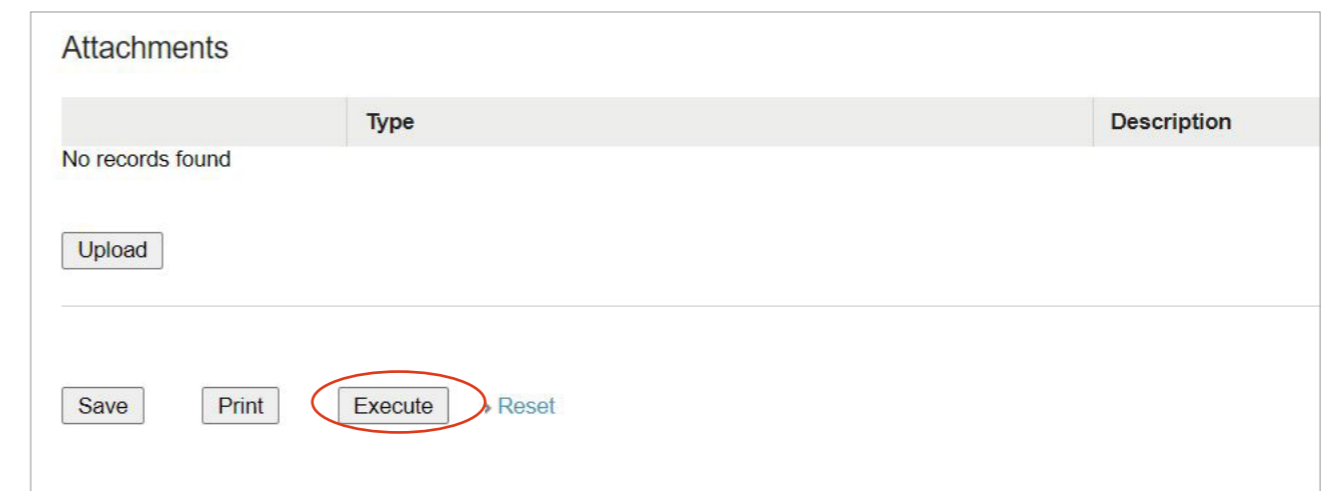 Attachments
Type Description
No records found
Upload
Save Print Execute Reset